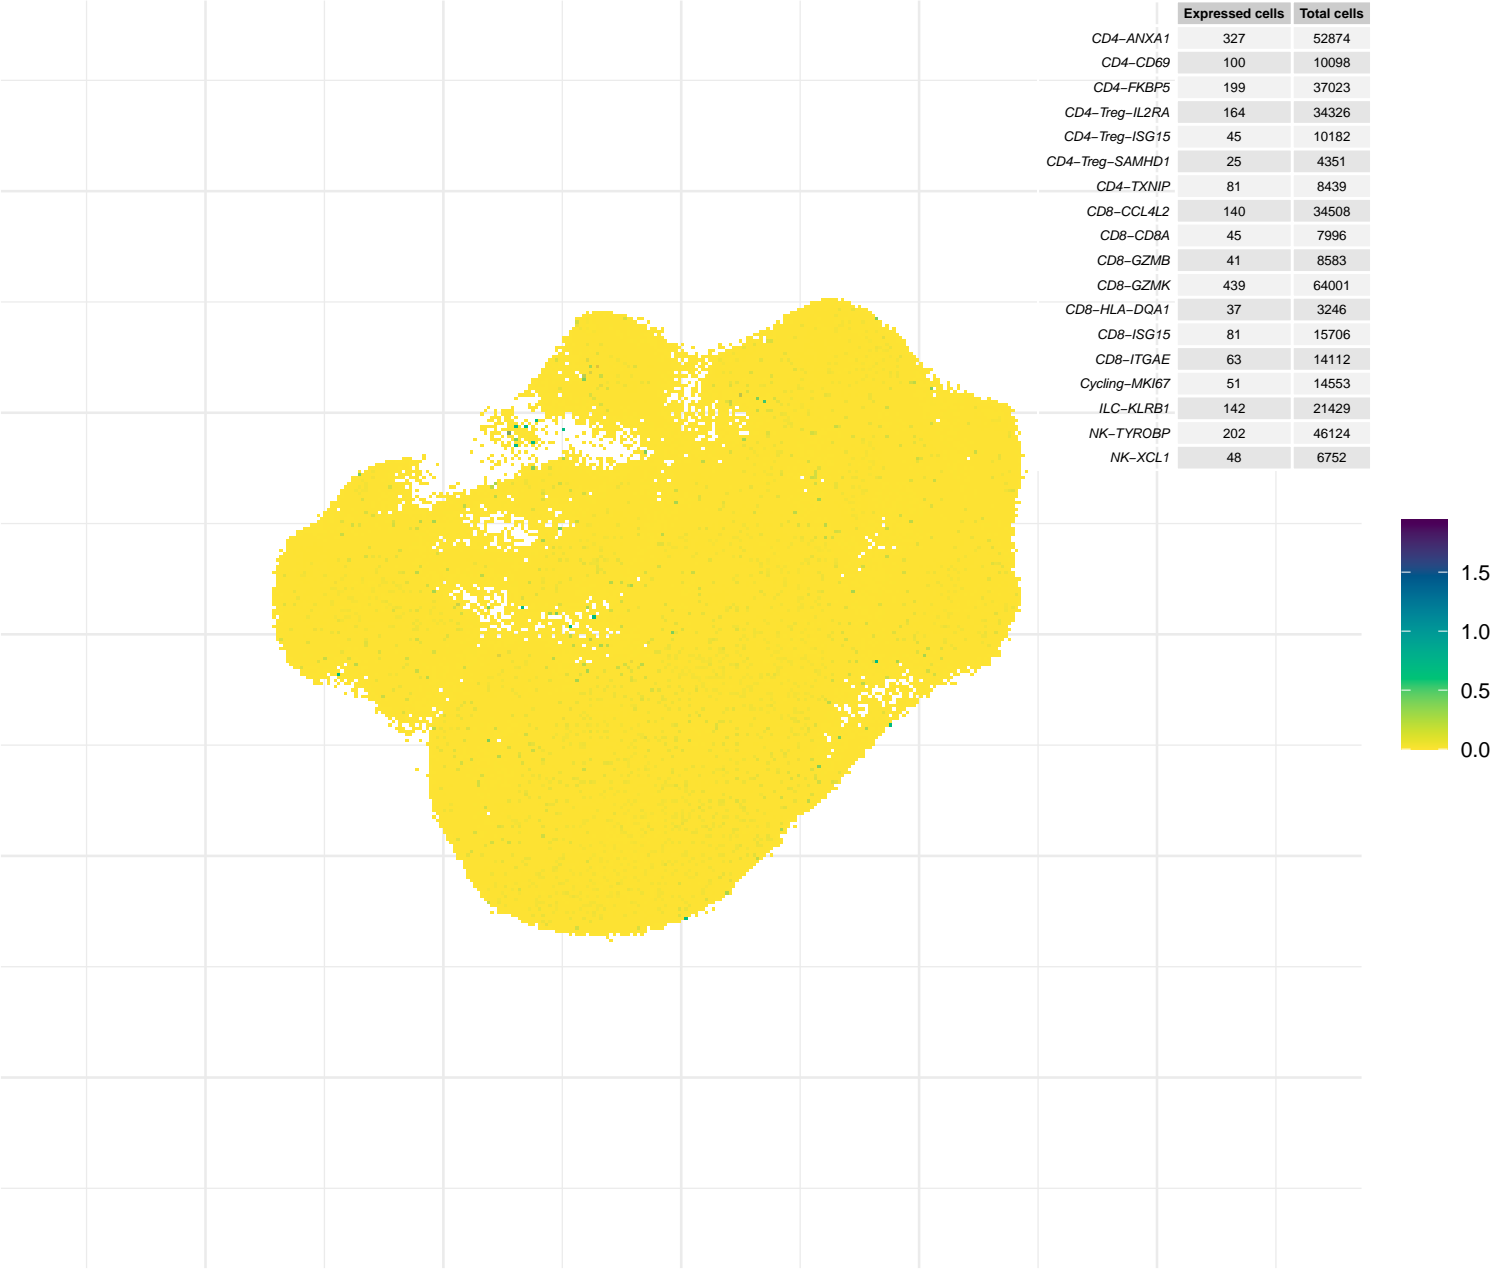 Expressed cells Total cells
CD4−ANXA1 327 52874
CD4−CD69 100 10098
CD4−FKBP5 199 37023
CD4−Treg−IL2RA 164 34326
CD4−Treg−ISG15 45 10182
CD4−Treg−SAMHD1 25 4351
CD4−TXNIP 81 8439
CD8−CCL4L2 140 34508
CD8−CD8A 45 7996
CD8−GZMB 41 8583
CD8−GZMK 439 64001
CD8−HLA−DQA1 37 3246
CD8−ISG15 81 15706
CD8−ITGAE 63 14112
Cycling−MKI67 51 14553
ILC−KLRB1 142 21429
NK−TYROBP 202 46124
NK−XCL1 48 6752
1.5
1.0
0.5
0.0